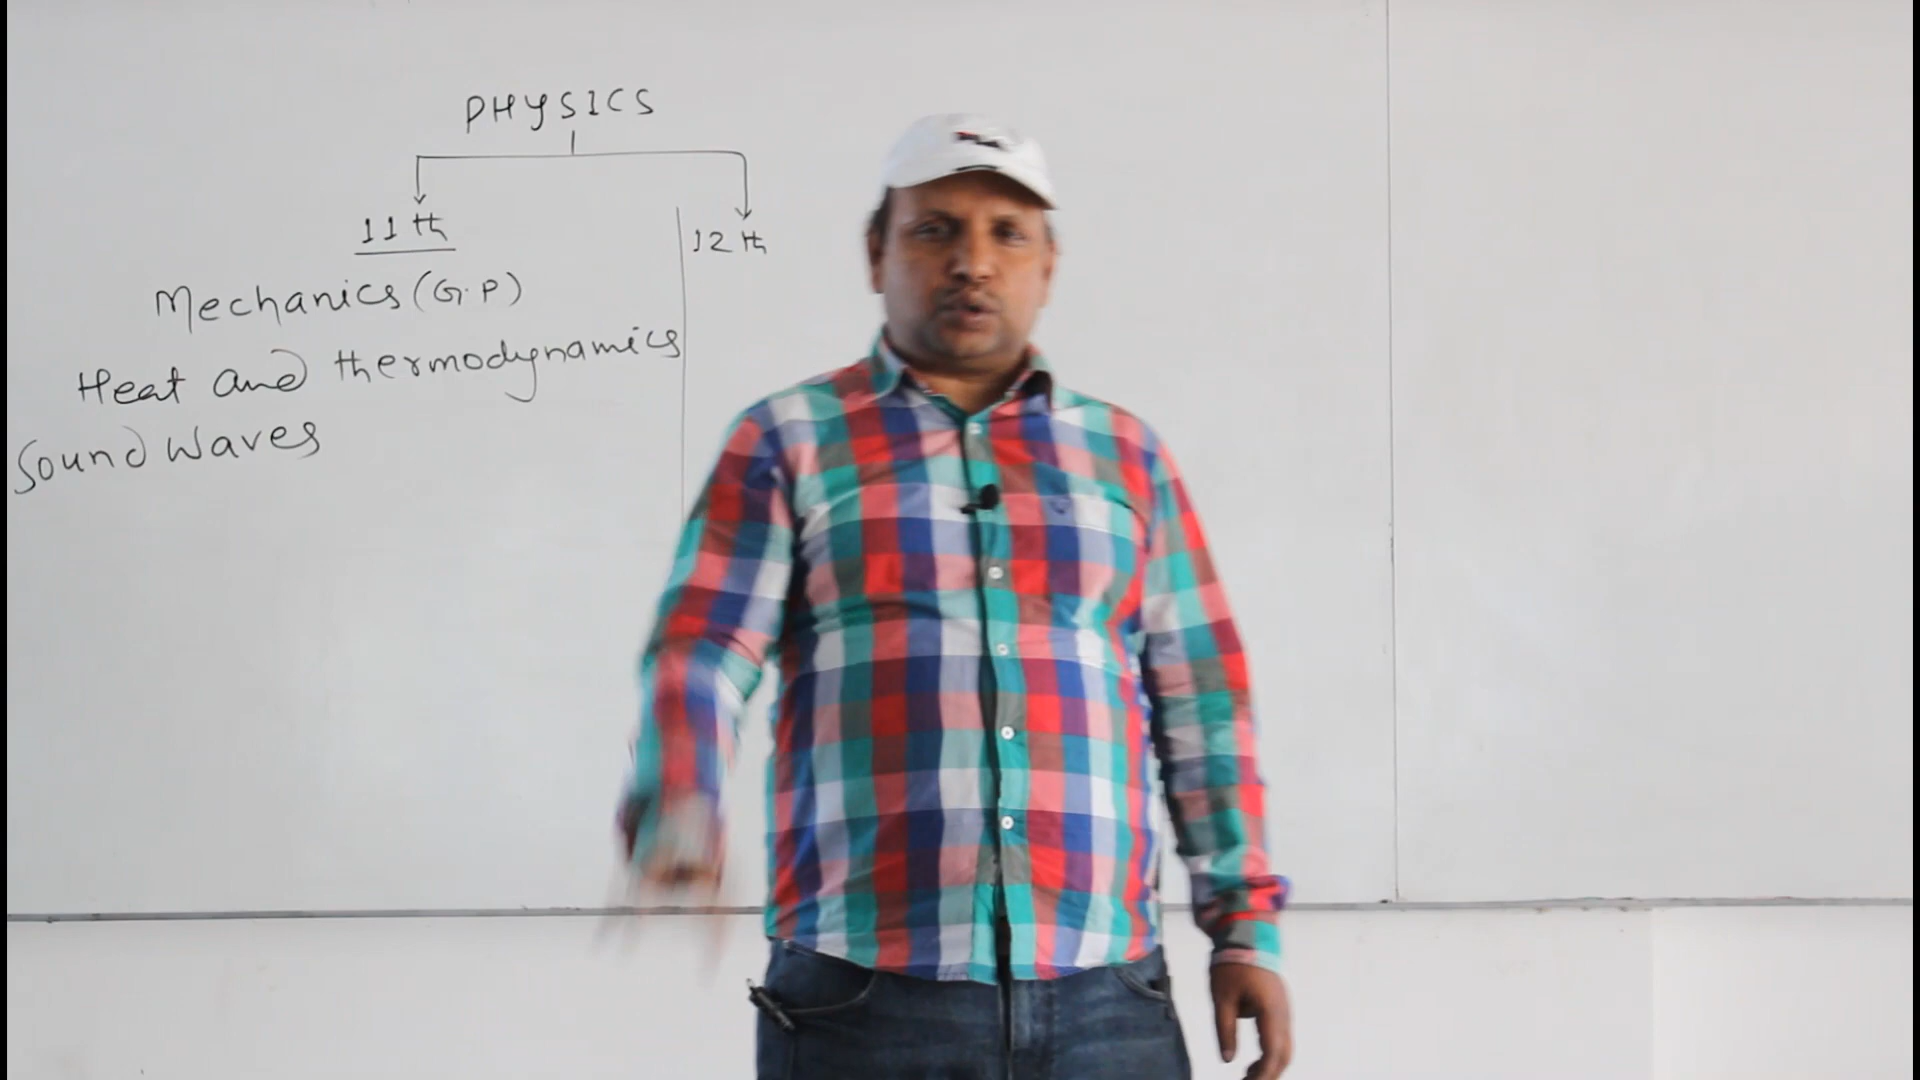 PHYSICS
11th
12th
Mechanics (G.P)
Heat and thermodynamics
Sound Waves